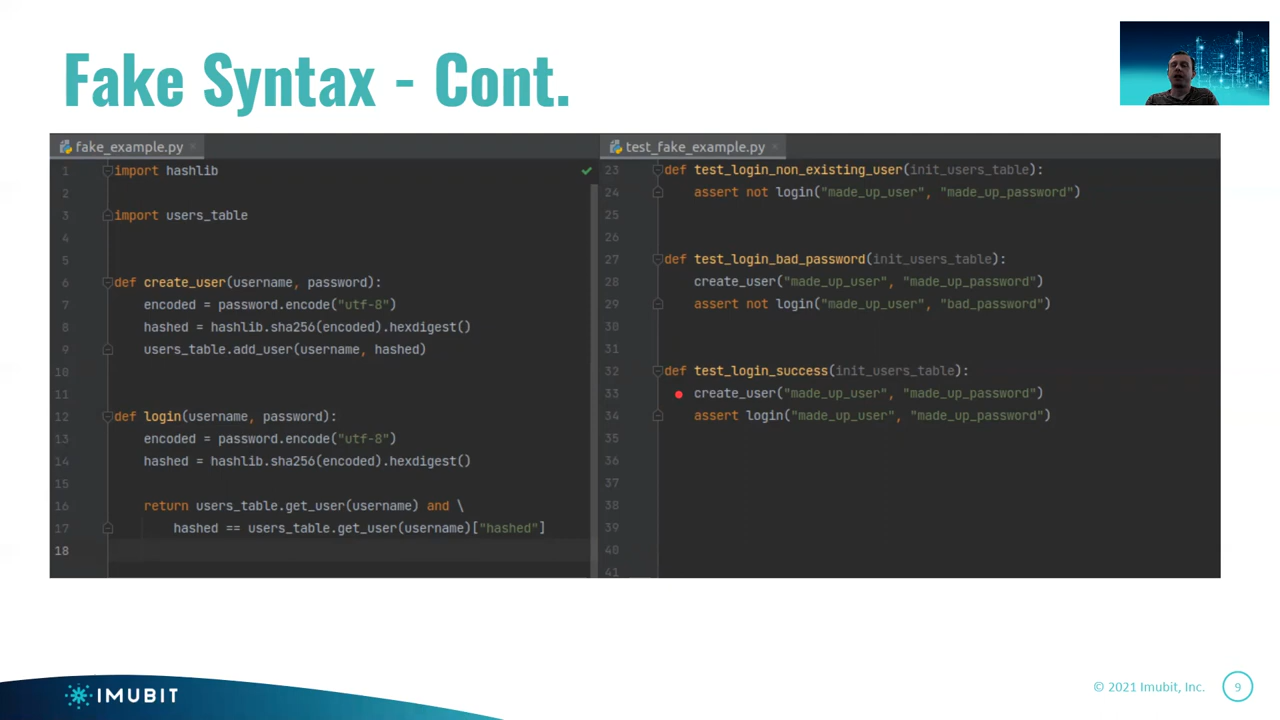 Fake Syntax - Cont.
fake_example.py
1 import hashlib
2
3 import users_table
4
5
6 def create_user(username, password):
7 encoded = password.encode("utf-8")
8 hashed = hashlib.sha256(encoded).hexdigest()
9 users_table.add_user(username, hashed)
10
11
12 def login(username, password):
13 encoded = password.encode("utf-8")
14 hashed = hashlib.sha256(encoded).hexdigest()
15
16 return users_table.get_user(username) and \
17 hashed == users_table.get_user(username)["hashed"]
18
test_fake_example.py
23 def test_login_non_existing_user(init_users_table):
24 assert not login("made_up_user", "made_up_password")
25
26
27 def test_login_bad_password(init_users_table):
28 create_user("made_up_user", "made_up_password")
29 assert not login("made_up_user", "bad_password")
30
31
32 def test_login_success(init_users_table):
33 create_user("made_up_user", "made_up_password")
34 assert login("made_up_user", "made_up_password")
35
36
37
38
39
40
41
IMUBIT
© 2021 Imubit, Inc.
9